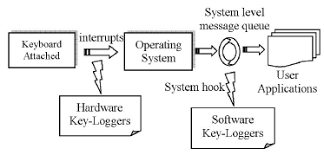 System level
message queue
interrupts
Keyboard
Attached
Operating
System
User
Applications
System hook
Hardware
Key-Loggers
Software
Key-Loggers